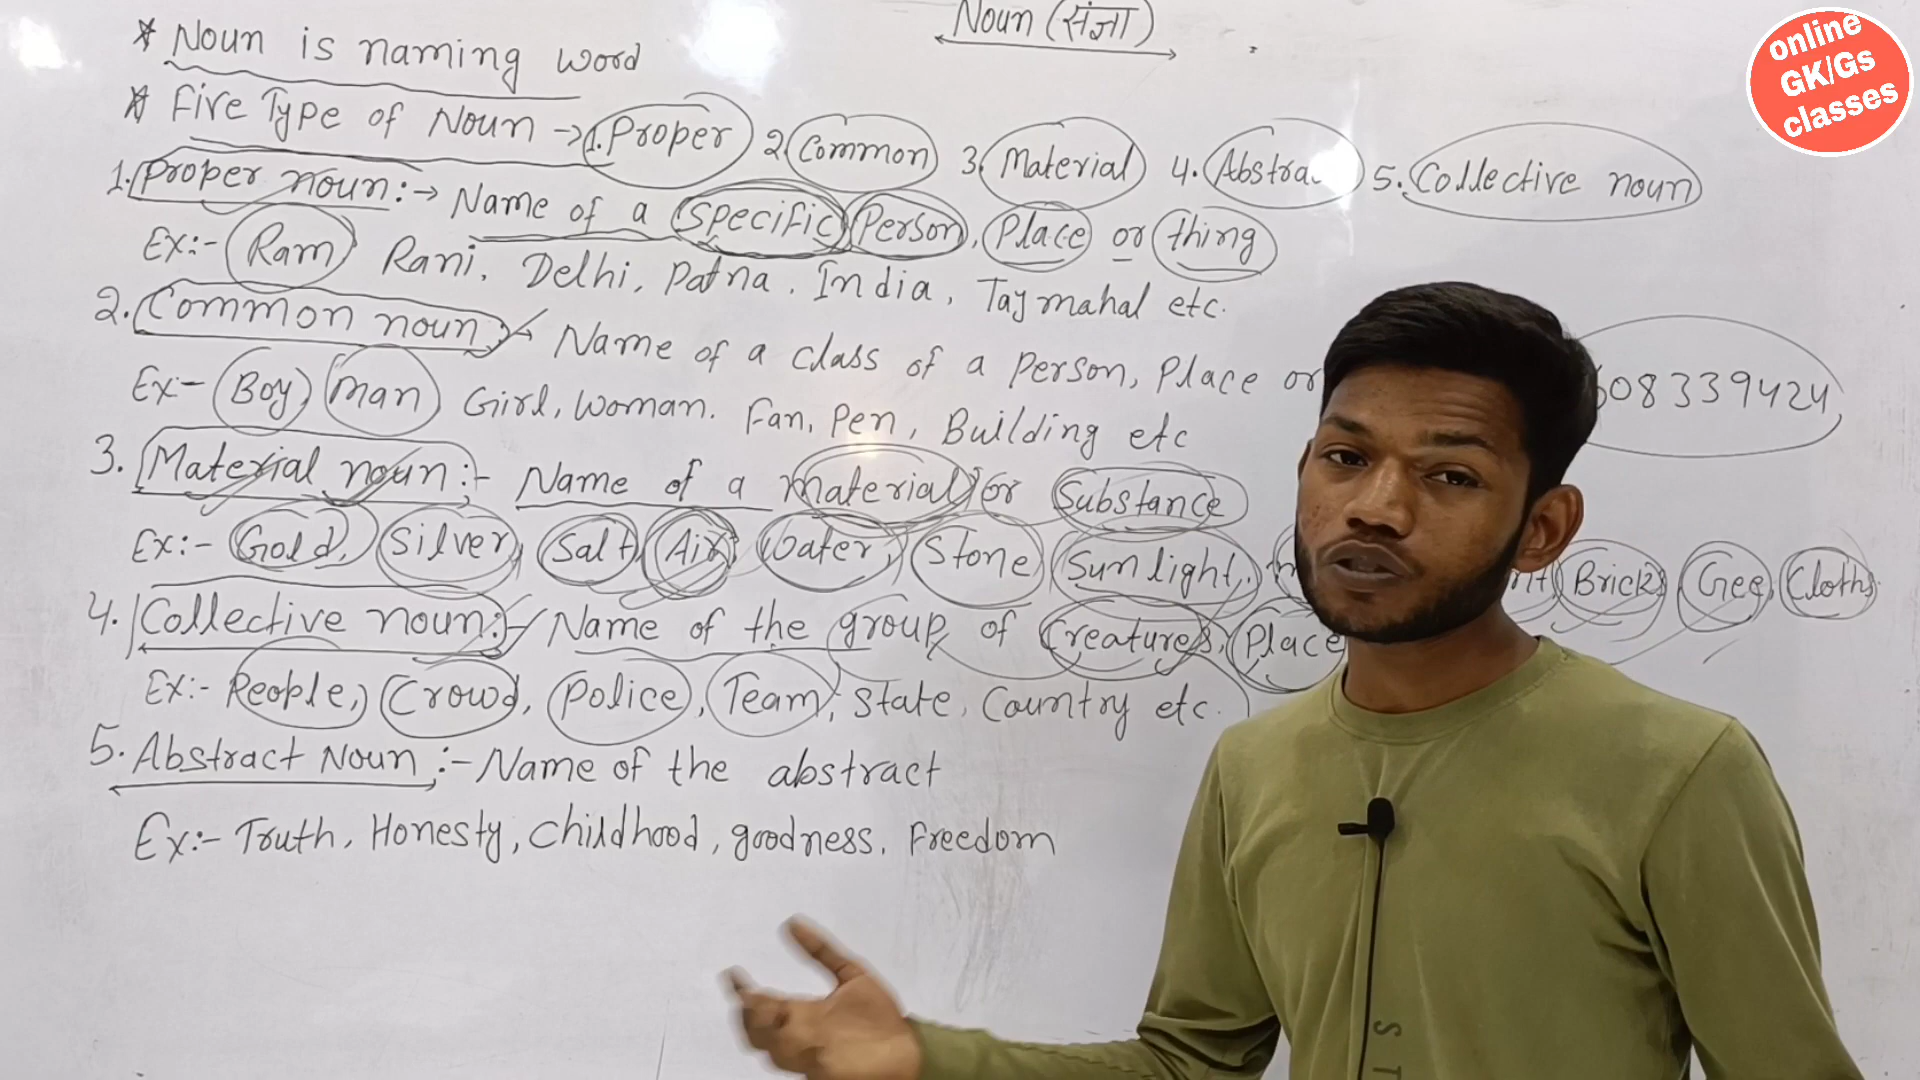 Noun (संज्ञा)
online
GK/Gs
classes
* Noun is naming word
* Five Type of Noun → 1. Proper 2. Common 3. Material 4. Abstrac 5. Collective noun
1. Proper noun :→ Name of a Specific Person, Place or thing
Ex:- Ram Rani, Delhi, Patna, India, Tajmahal etc.
2. Common noun :→ Name of a class of a Person, Place or
08339424
Ex- Boy, man Girl, woman. Fan, Pen, Building etc
3. Material noun :- Name of a material or Substance
Ex:- Gold, Silver, Salt, Air, Water, Stone Sunlight, Bricks Gee, Cloths
4. Collective noun :- Name of the group of Creatures, Place
Ex:- People, Crowd, Police, Team, State, Country etc.
5. Abstract Noun :- Name of the abstract
Ex:- Truth, Honesty, Childhood, goodness, Freedom
ST